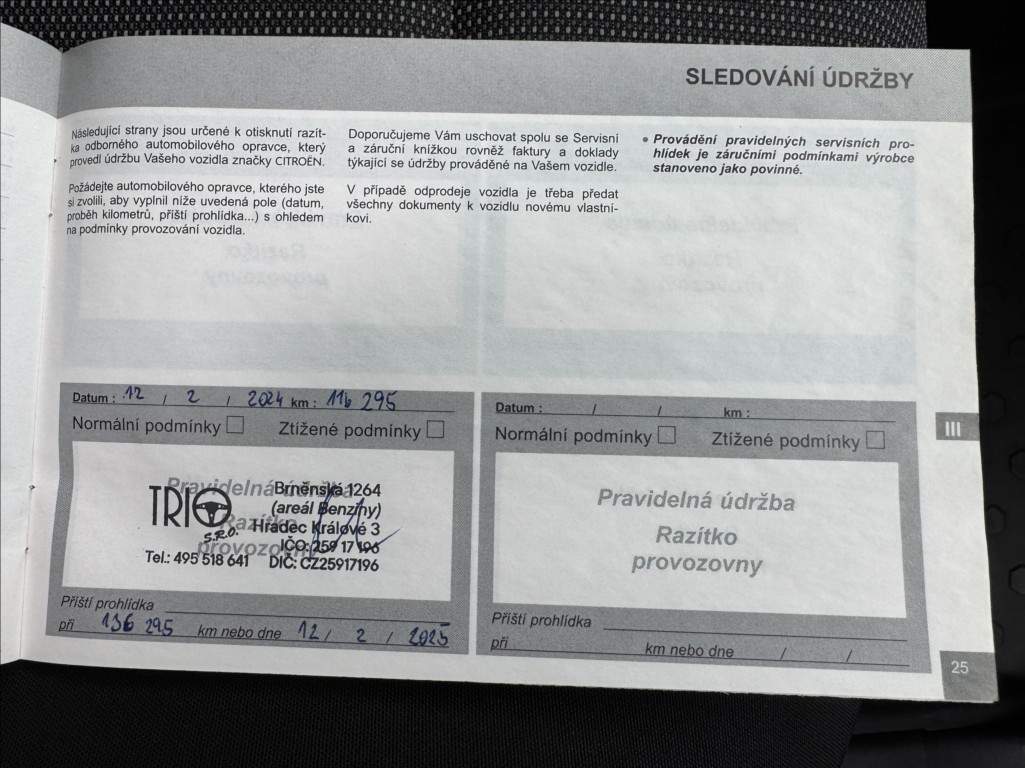 SLEDOVÁNÍ ÚDRŽBY
Následující strany jsou určené k otisknutí razít-
ka odborného automobilového opravce, který
provedl údržbu Vašeho vozidla značky CITROËN.
Požádejte automobilového opravce, kterého jste
si zvolili, aby vyplnil níže uvedená pole (datum,
proběh kilometrů, příští prohlídka...) s ohledem
na podmínky provozování vozidla.
Doporučujeme Vám uschovat spolu se Servisní
a záruční knížkou rovněž faktury a doklady
týkající se údržby prováděné na Vašem vozidle.
V případě odprodeje vozidla je třeba předat
všechny dokumenty k vozidlu novému vlastní-
kovi.
• Provádění pravidelných servisních pro-
hlídek je záručními podmínkami výrobce
stanoveno jako povinné.
Datum : 12 / 2 / 2024 km : 116 295
Normální podmínky Ztížené podmínky
Pravidelná údržba
Razítko
provozovny
TRIO
S.R.O.
Brněnská 1264
(areál Benziny)
Hradec Králové 3
IČO: 259 17 196
Tel.: 495 518 641 DIČ: CZ25917196
Příští prohlídka
při 136 295 km nebo dne 12 / 2 / 2025
Datum : / / km :
Normální podmínky Ztížené podmínky
Pravidelná údržba
Razítko
provozovny
Příští prohlídka
při km nebo dne / /
III
25